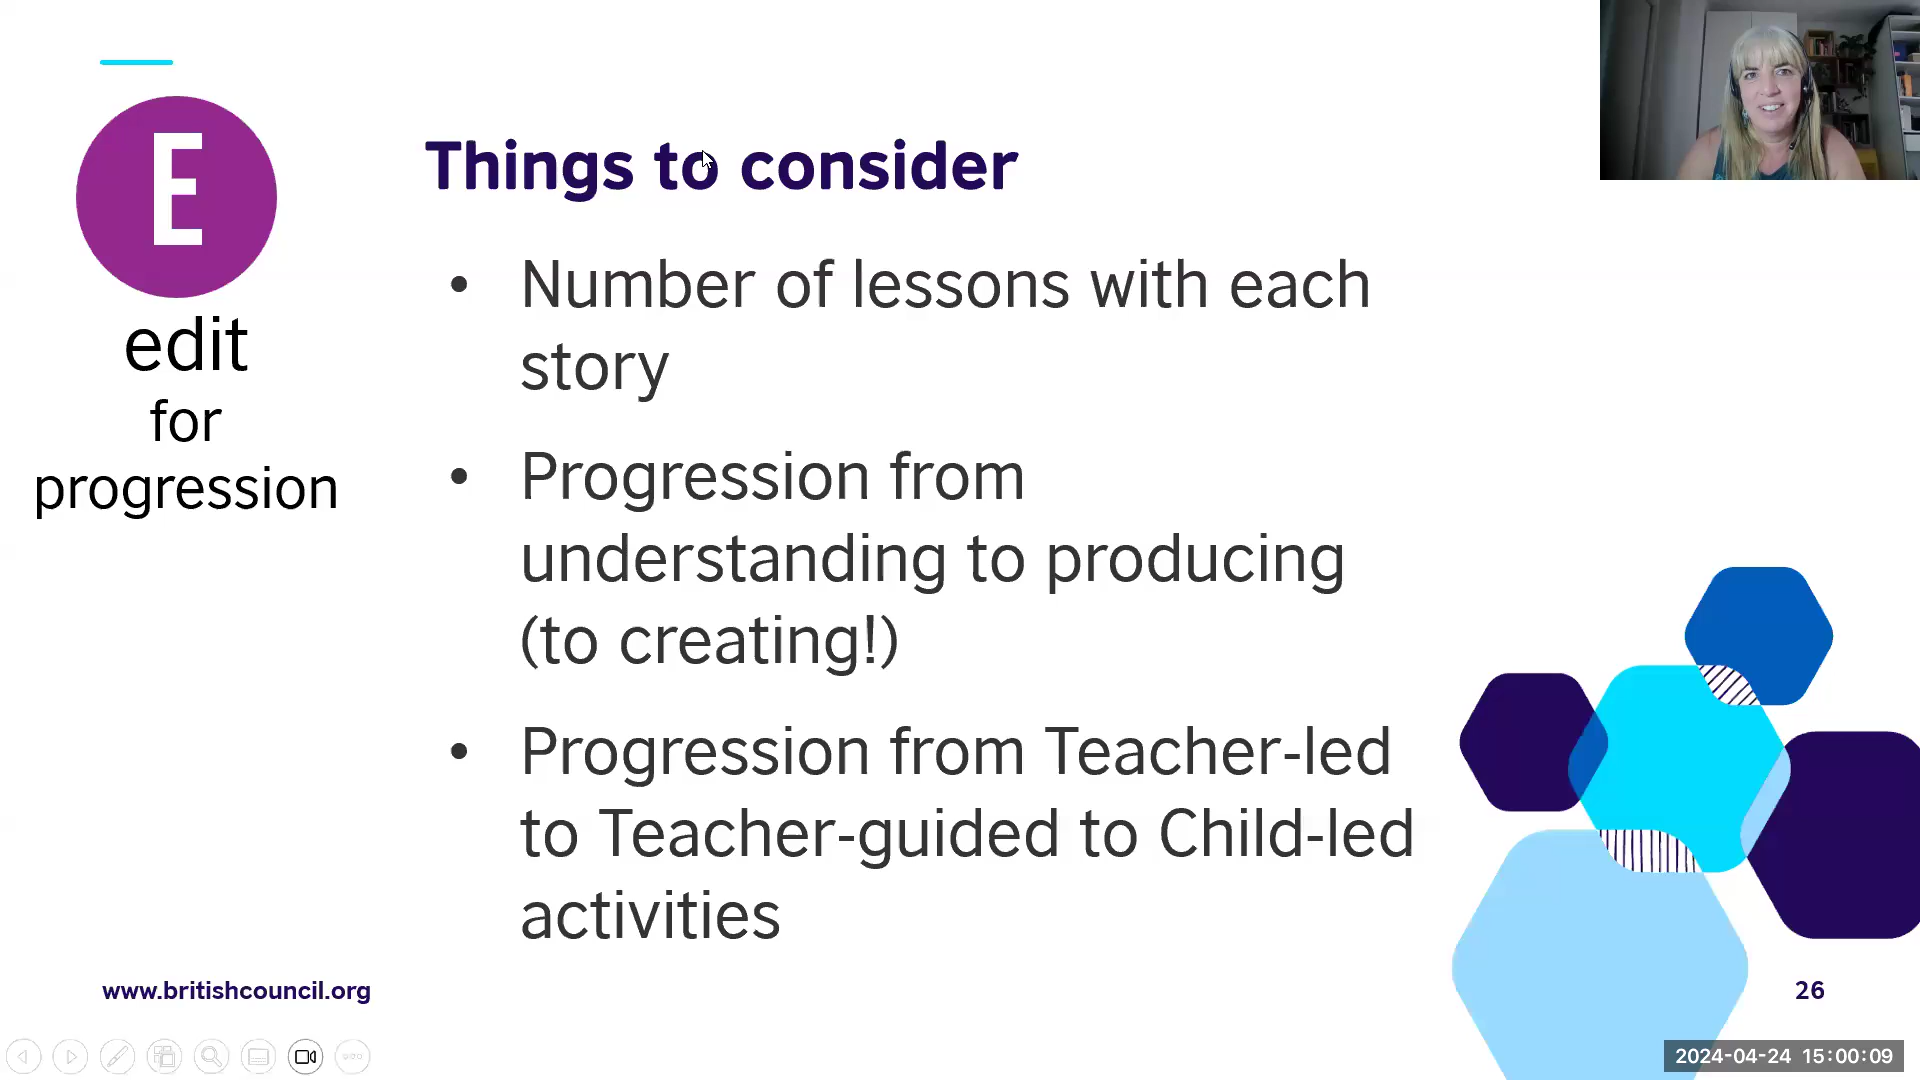 E
edit
for
progression
Things to consider
• Number of lessons with each
story
• Progression from
understanding to producing
(to creating!)
• Progression from Teacher-led
to Teacher-guided to Child-led
activities
www.britishcouncil.org
26
2024-04-24 15:00:09